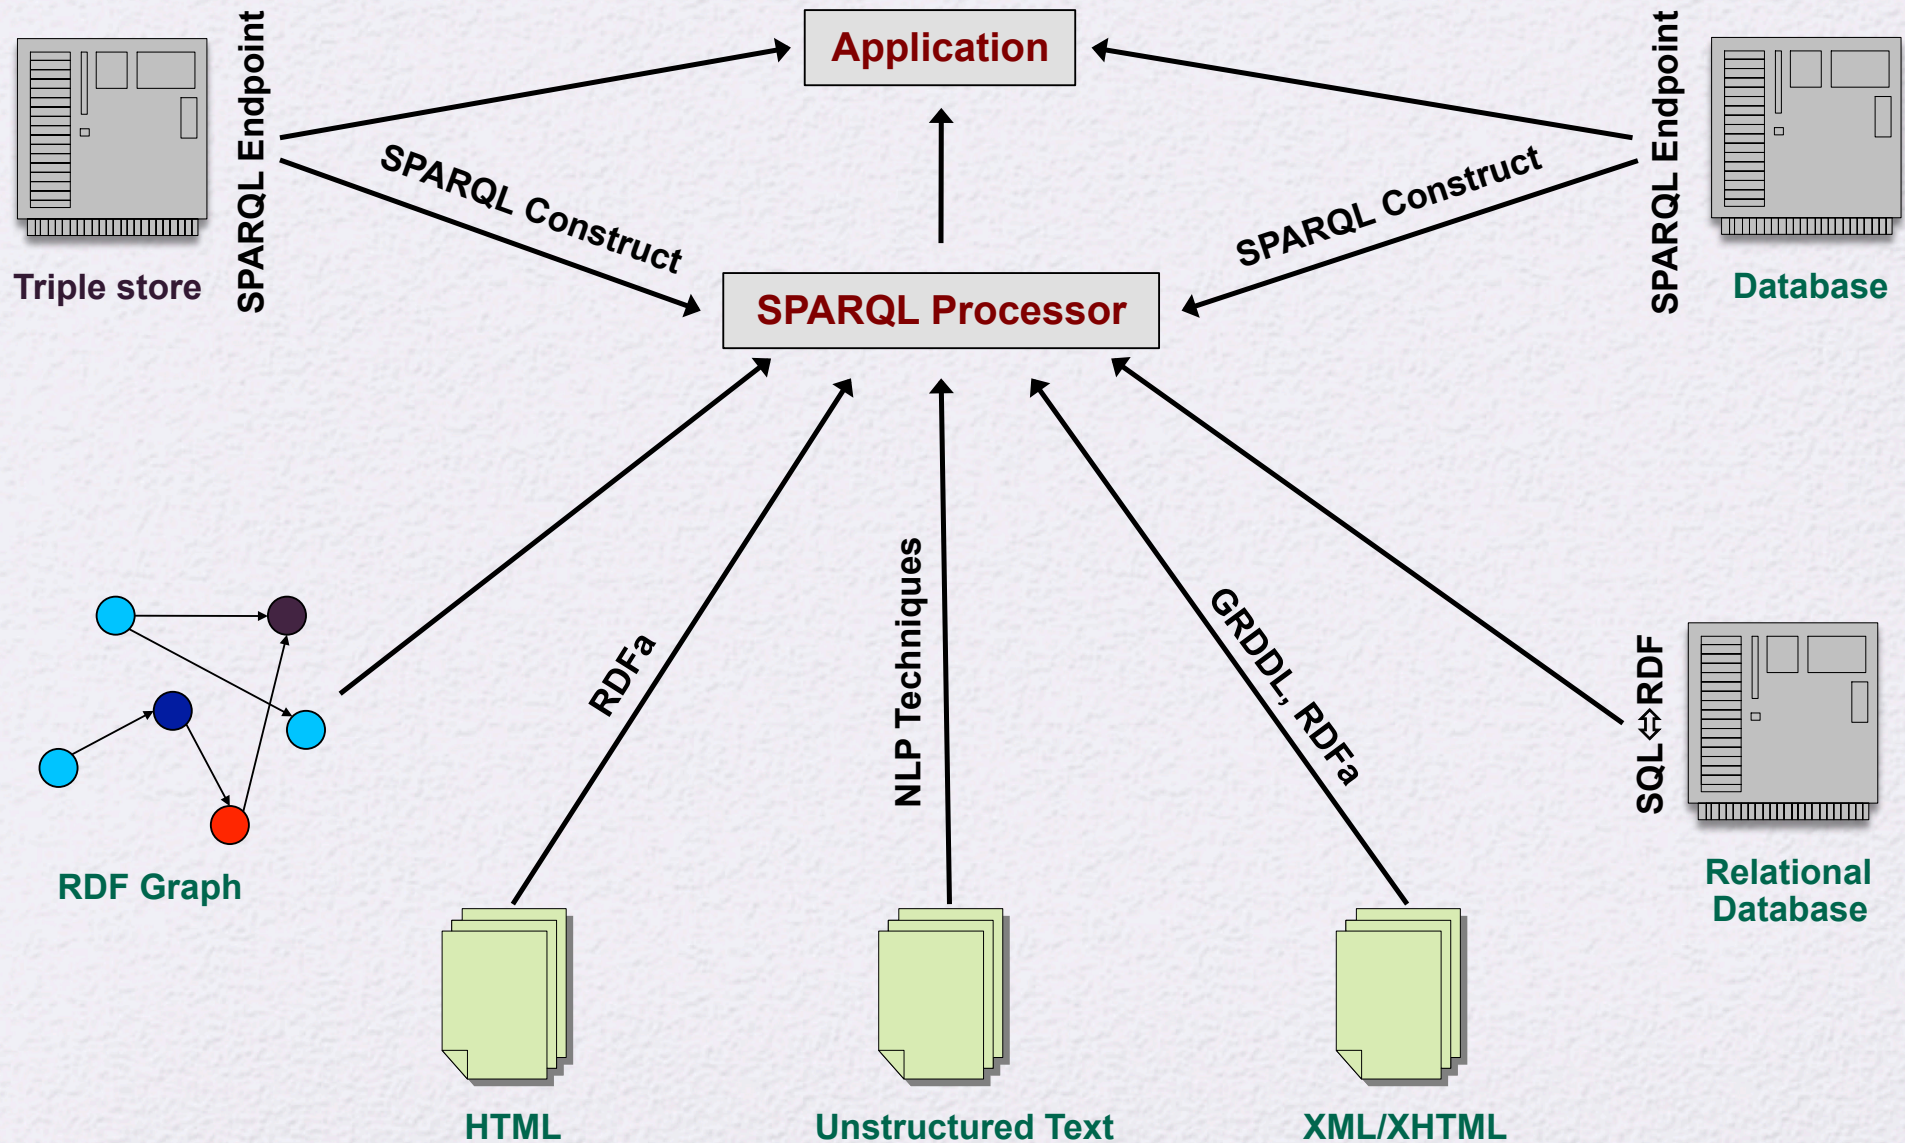 Application
SPARQL Endpoint
SPARQL Endpoint
SPARQL Construct
SPARQL Construct
Triple store
Database
SPARQL Processor
RDFa
NLP Techniques
GRDDL, RDFa
SQL⇔RDF
RDF Graph
Relational
Database
HTML
Unstructured Text
XML/XHTML